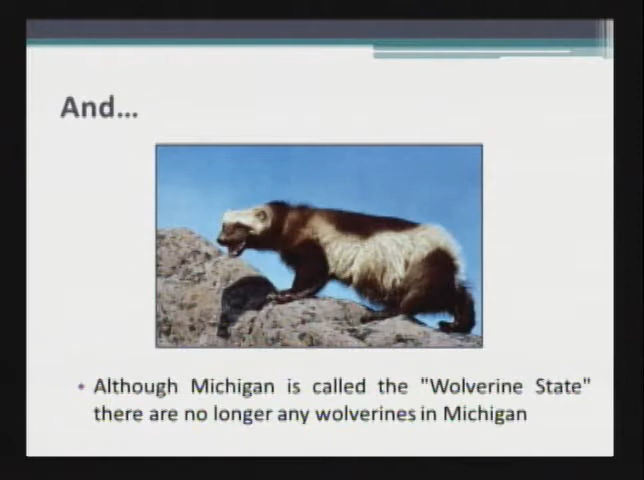 And...
• Although Michigan is called the "Wolverine State"
there are no longer any wolverines in Michigan